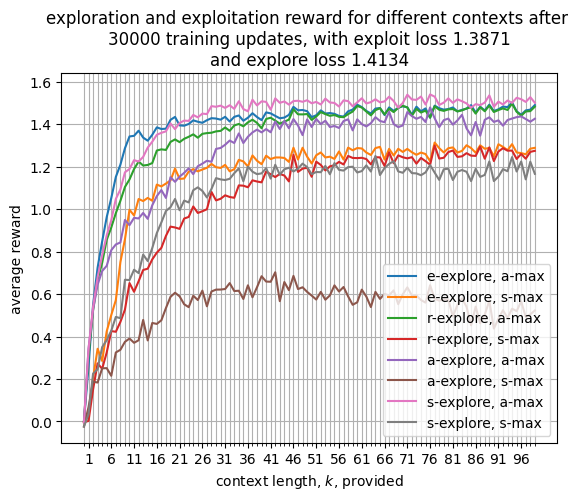 exploration and exploitation reward for different contexts after
30000 training updates, with exploit loss 1.3871
and explore loss 1.4134
1.6
1.4
1.2
1.0
0.8
0.6
0.4
0.2
0.0
average reward
e-explore, a-max
e-explore, s-max
r-explore, a-max
r-explore, s-max
a-explore, a-max
a-explore, s-max
s-explore, a-max
s-explore, s-max
1 6 11 16 21 26 31 36 41 46 51 56 61 66 71 76 81 86 91 96
context length, k, provided